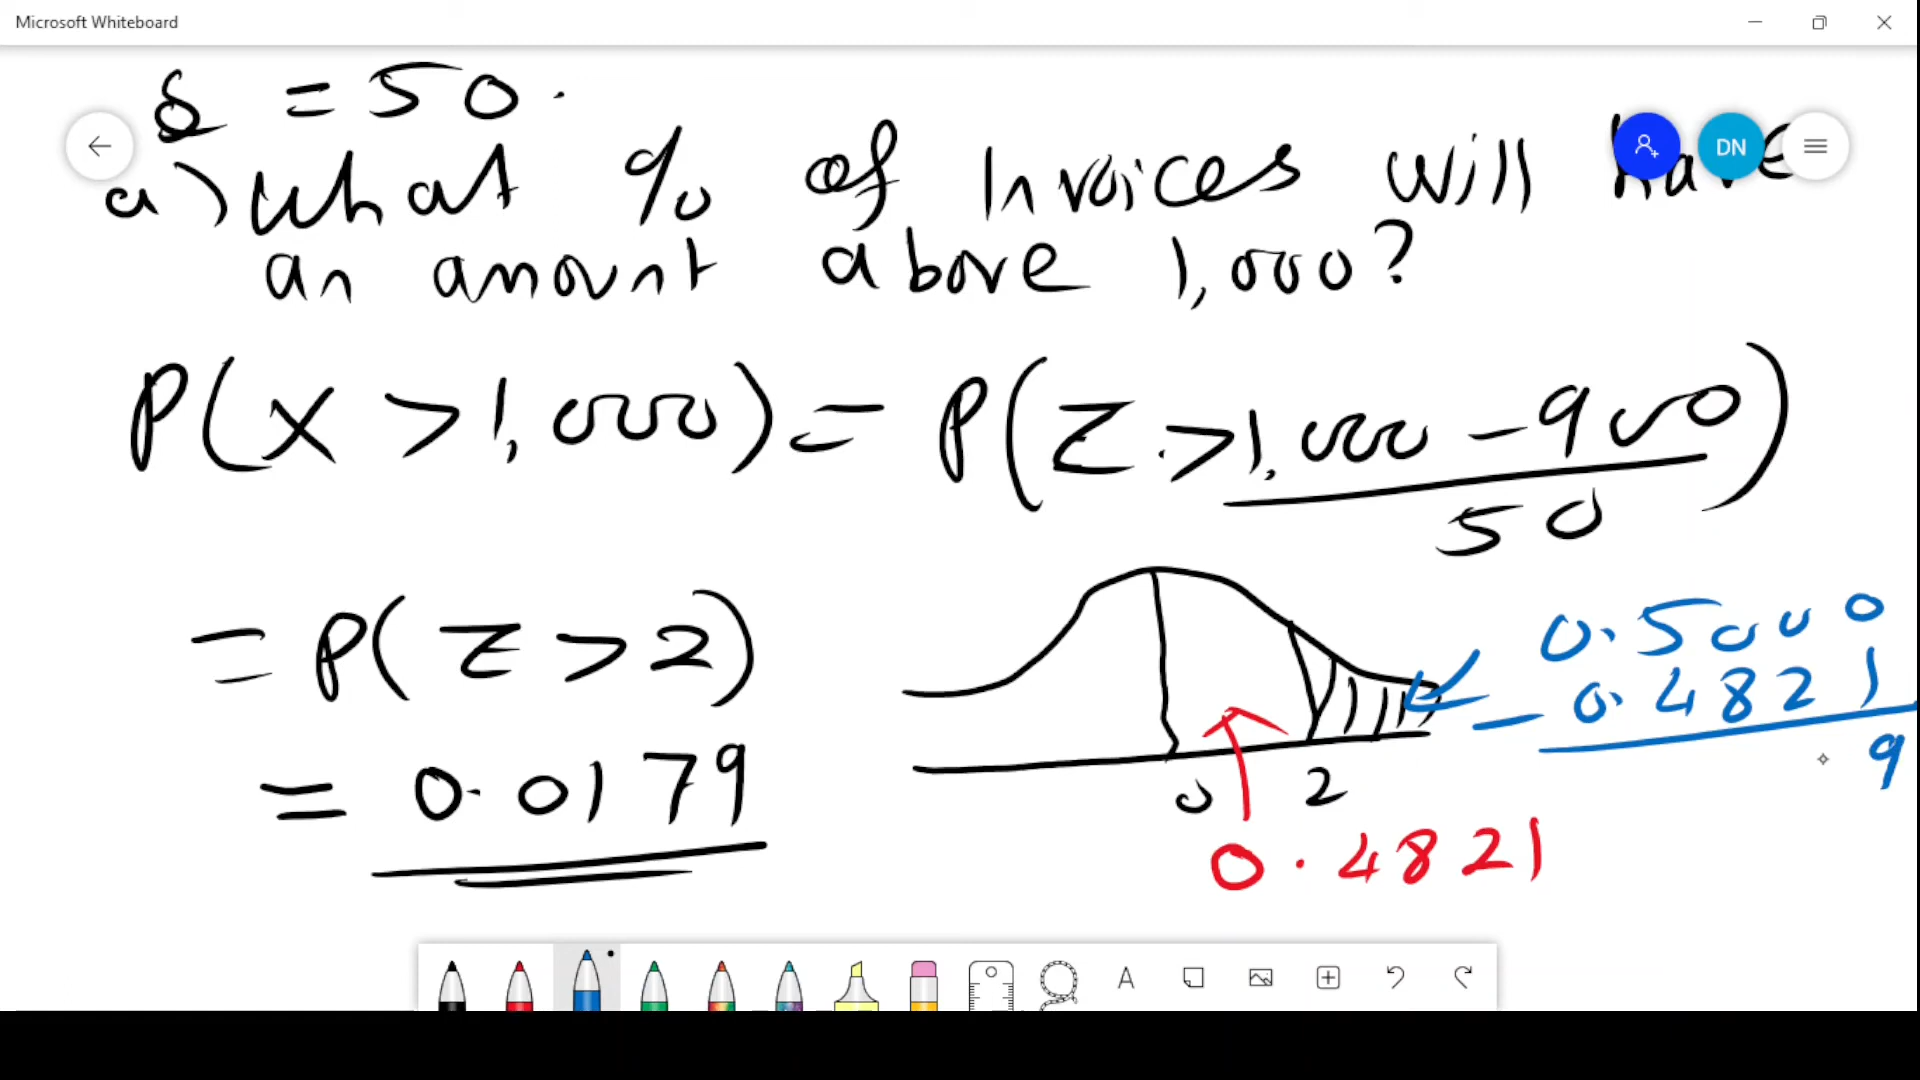 Microsoft Whiteboard
δ = 50.
a) What % of Invoices will have
DN
an amount above 1,000?
P(x > 1,000) = P(Z > 1,000 - 900)
50
= P(Z > 2)
0.5000
- 0.4821
9
= 0.0179
0 2
0.4821
A